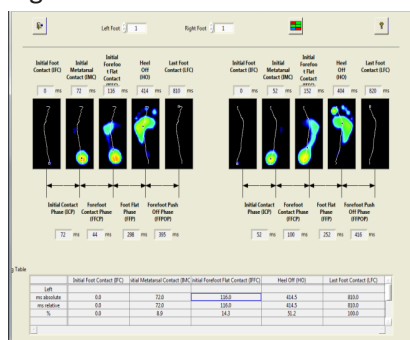 Left Foot 1 Right Foot 1 ?
Initial Foot Contact (IFC)
Initial Metatarsal Contact (IMC)
Initial Forefoot Flat Contact
Heel Off (HO)
Last Foot Contact (LFC)
0 ms 72 ms 116 ms 414 ms 810 ms
Initial Foot Contact (IFC)
Initial Metatarsal Contact (IMC)
Initial Forefoot Flat Contact
Heel Off (HO)
Last Foot Contact (LFC)
0 ms 52 ms 152 ms 404 ms 820 ms
Initial Contact Phase (ICP)
Forefoot Contact Phase (FFCP)
Foot Flat Phase (FFP)
Forefoot Push Off Phase (FFPOP)
72 ms 44 ms 298 ms 395 ms
Initial Contact Phase (ICP)
Forefoot Contact Phase (FFCP)
Foot Flat Phase (FFP)
Forefoot Push Off Phase (FFPOP)
52 ms 100 ms 252 ms 416 ms
g Table
Initial Foot Contact (IFC) nitial Metatarsal Contact (IMC Initial Forefoot Flat Contact (IFFC) Heel Off (HO) Last Foot Contact (LFC)
Left
ms absolute 0.0 72.0 116.0 414.5 810.0
ms relative 0.0 72.0 116.0 414.5 810.0
% 0.0 8.9 14.3 51.2 100.0